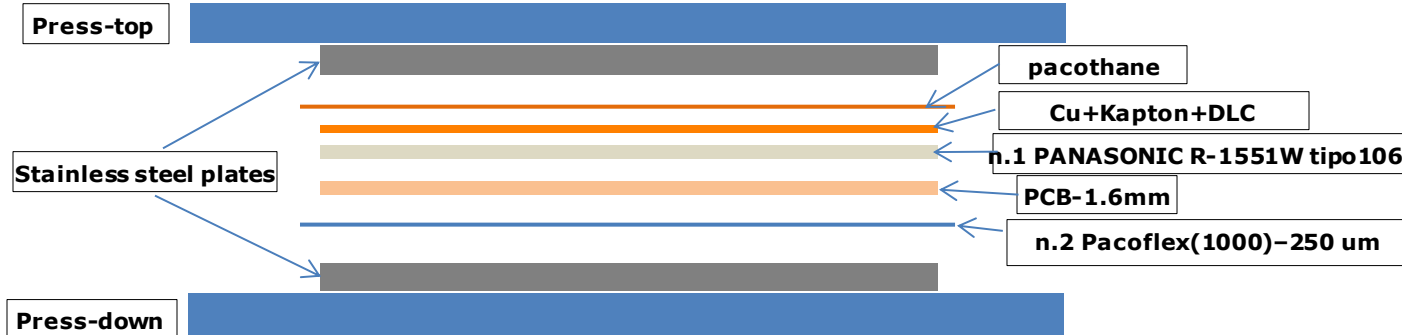 Press-top
pacothane
Cu+Kapton+DLC
n.1 PANASONIC R-1551W tipo106
Stainless steel plates
PCB-1.6mm
n.2 Pacoflex(1000)–250 um
Press-down